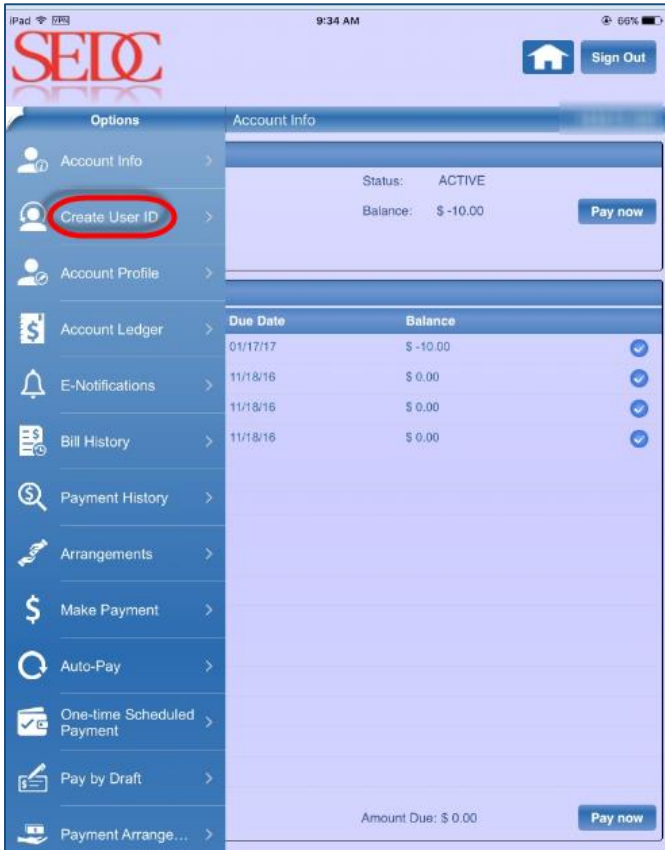 iPad VPN 9:34 AM 66%
SEDC
Sign Out
Options
Account Info
Account Info
Status: ACTIVE
Create User ID
Balance: $ -10.00
Pay now
Account Profile
Account Ledger
Due Date Balance
01/17/17 $ -10.00
E-Notifications
11/18/16 $ 0.00
11/18/16 $ 0.00
Bill History
11/18/16 $ 0.00
Payment History
Arrangements
Make Payment
Auto-Pay
One-time Scheduled
Payment
Pay by Draft
Amount Due: $ 0.00
Pay now
Payment Arrange...